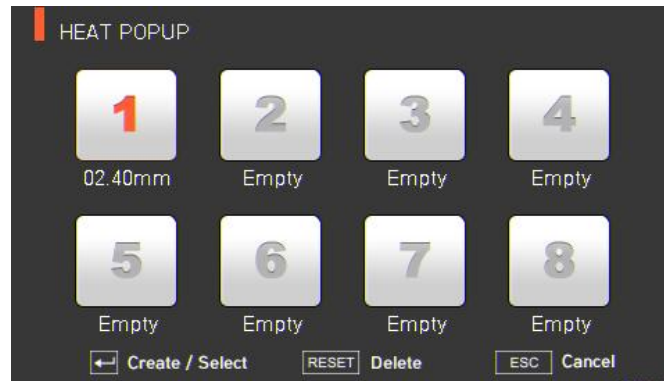 HEAT POPUP
1 2 3 4
02.40mm Empty Empty Empty
5 6 7 8
Empty Empty Empty Empty
Create / Select RESET Delete ESC Cancel